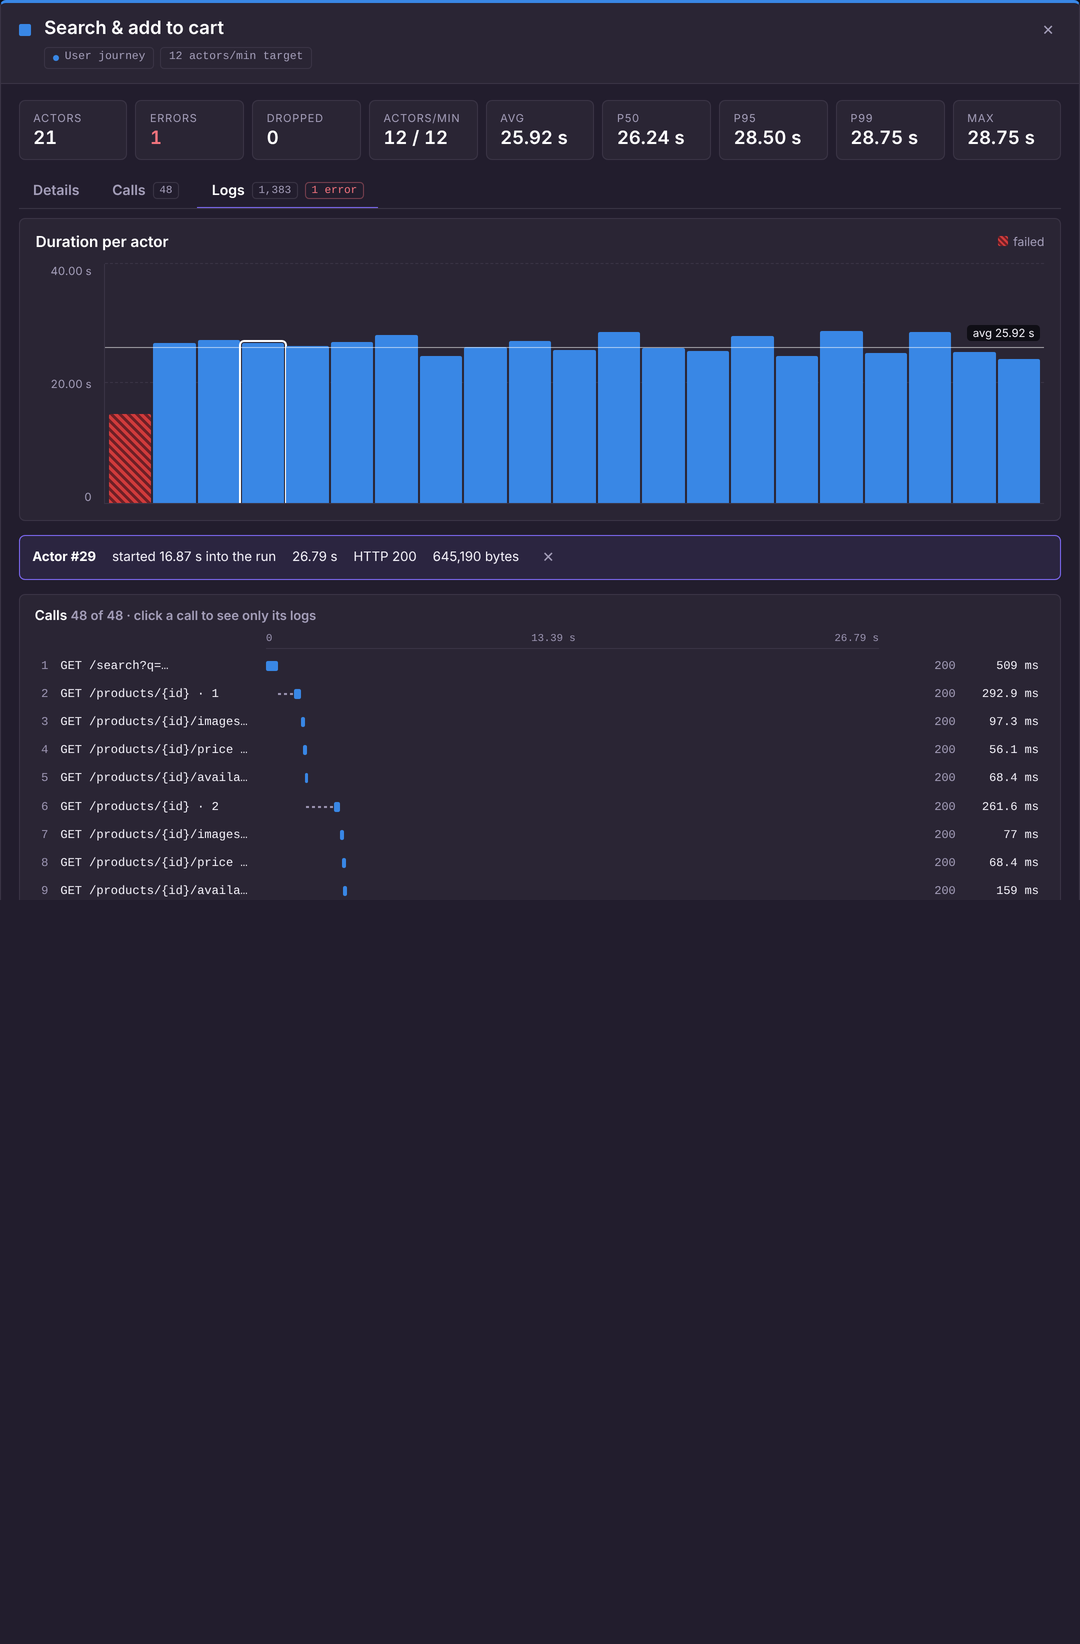 Search & add to cart
×
User journey
12 actors/min target
ACTORS
21
ERRORS
1
DROPPED
0
ACTORS/MIN
12 / 12
AVG
25.92 s
P50
26.24 s
P95
28.50 s
P99
28.75 s
MAX
28.75 s
Details
Calls 48
Logs 1,383 1 error
Duration per actor
failed
40.00 s
avg 25.92 s
20.00 s
0
Actor #29 started 16.87 s into the run 26.79 s HTTP 200 645,190 bytes ×
Calls 48 of 48 · click a call to see only its logs
0 13.39 s 26.79 s
1 GET /search?q=… 200 509 ms
2 GET /products/{id} · 1 200 292.9 ms
3 GET /products/{id}/images… 200 97.3 ms
4 GET /products/{id}/price … 200 56.1 ms
5 GET /products/{id}/availa… 200 68.4 ms
6 GET /products/{id} · 2 200 261.6 ms
7 GET /products/{id}/images… 200 77 ms
8 GET /products/{id}/price … 200 68.4 ms
9 GET /products/{id}/availa… 200 159 ms